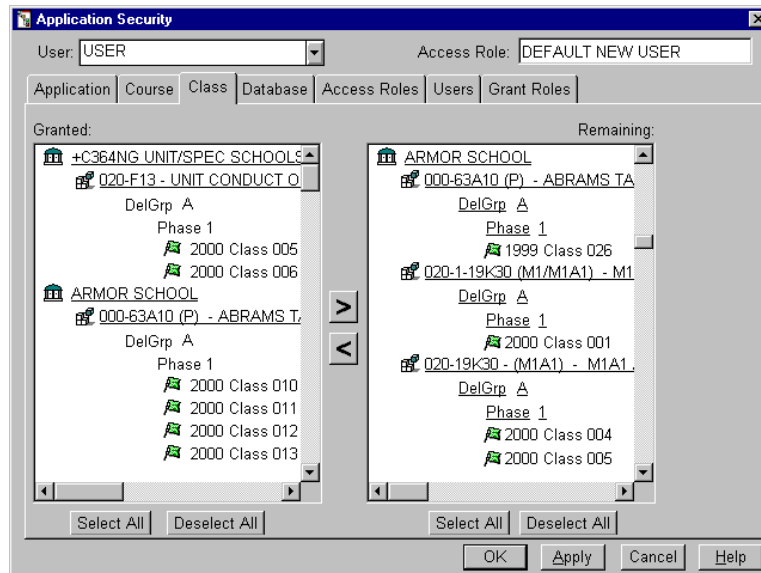 Application Security
User: USER Access Role: DEFAULT NEW USER
Application Course Class Database Access Roles Users Grant Roles
Granted:
+C364NG UNIT/SPEC SCHOOLS
020-F13 - UNIT CONDUCT O
DelGrp A
Phase 1
2000 Class 005
2000 Class 006
ARMOR SCHOOL
000-63A10 (P) - ABRAMS TA
DelGrp A
Phase 1
2000 Class 010
2000 Class 011
2000 Class 012
2000 Class 013
Select All Deselect All
>
<
Remaining:
ARMOR SCHOOL
000-63A10 (P) - ABRAMS TA
DelGrp A
Phase 1
1999 Class 026
020-1-19K30 (M1/M1A1) - M1
DelGrp A
Phase 1
2000 Class 001
020-19K30 - (M1A1) - M1A1
DelGrp A
Phase 1
2000 Class 004
2000 Class 005
Select All Deselect All
OK Apply Cancel Help